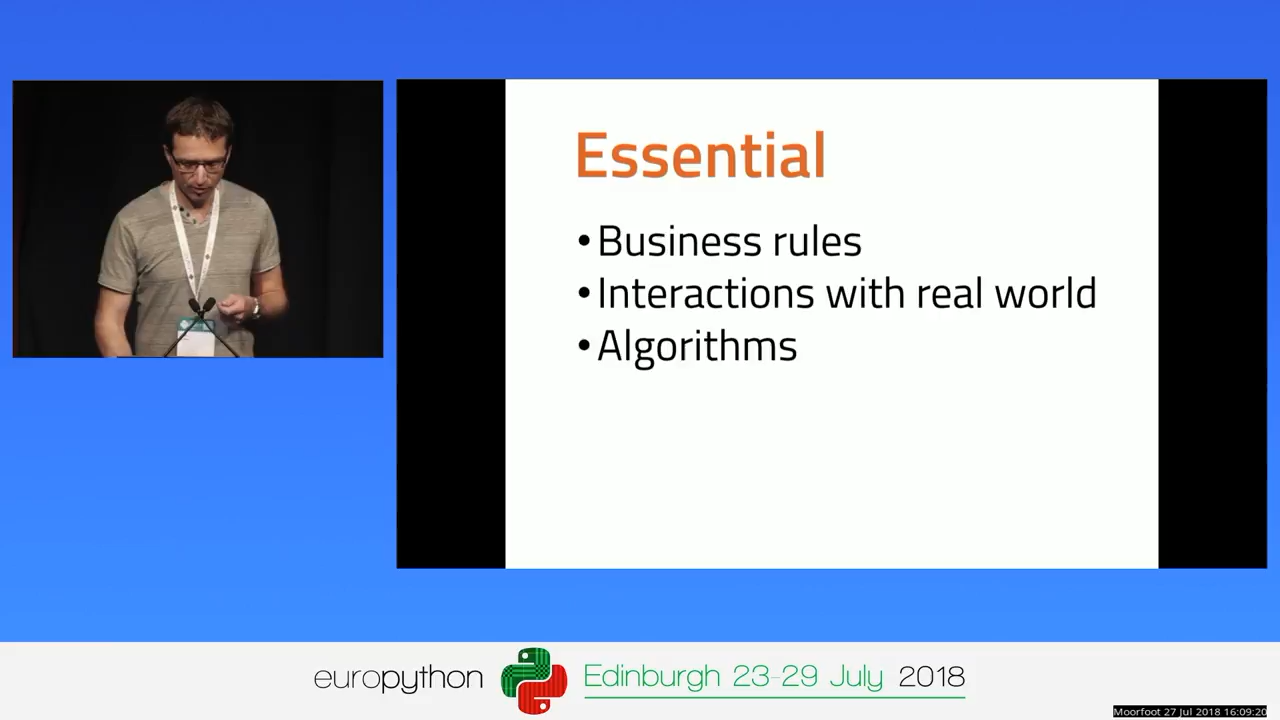 Essential
• Business rules
• Interactions with real world
• Algorithms
europython Edinburgh 23-29 July 2018
Moorfoot 27 Jul 2018 16:09:20